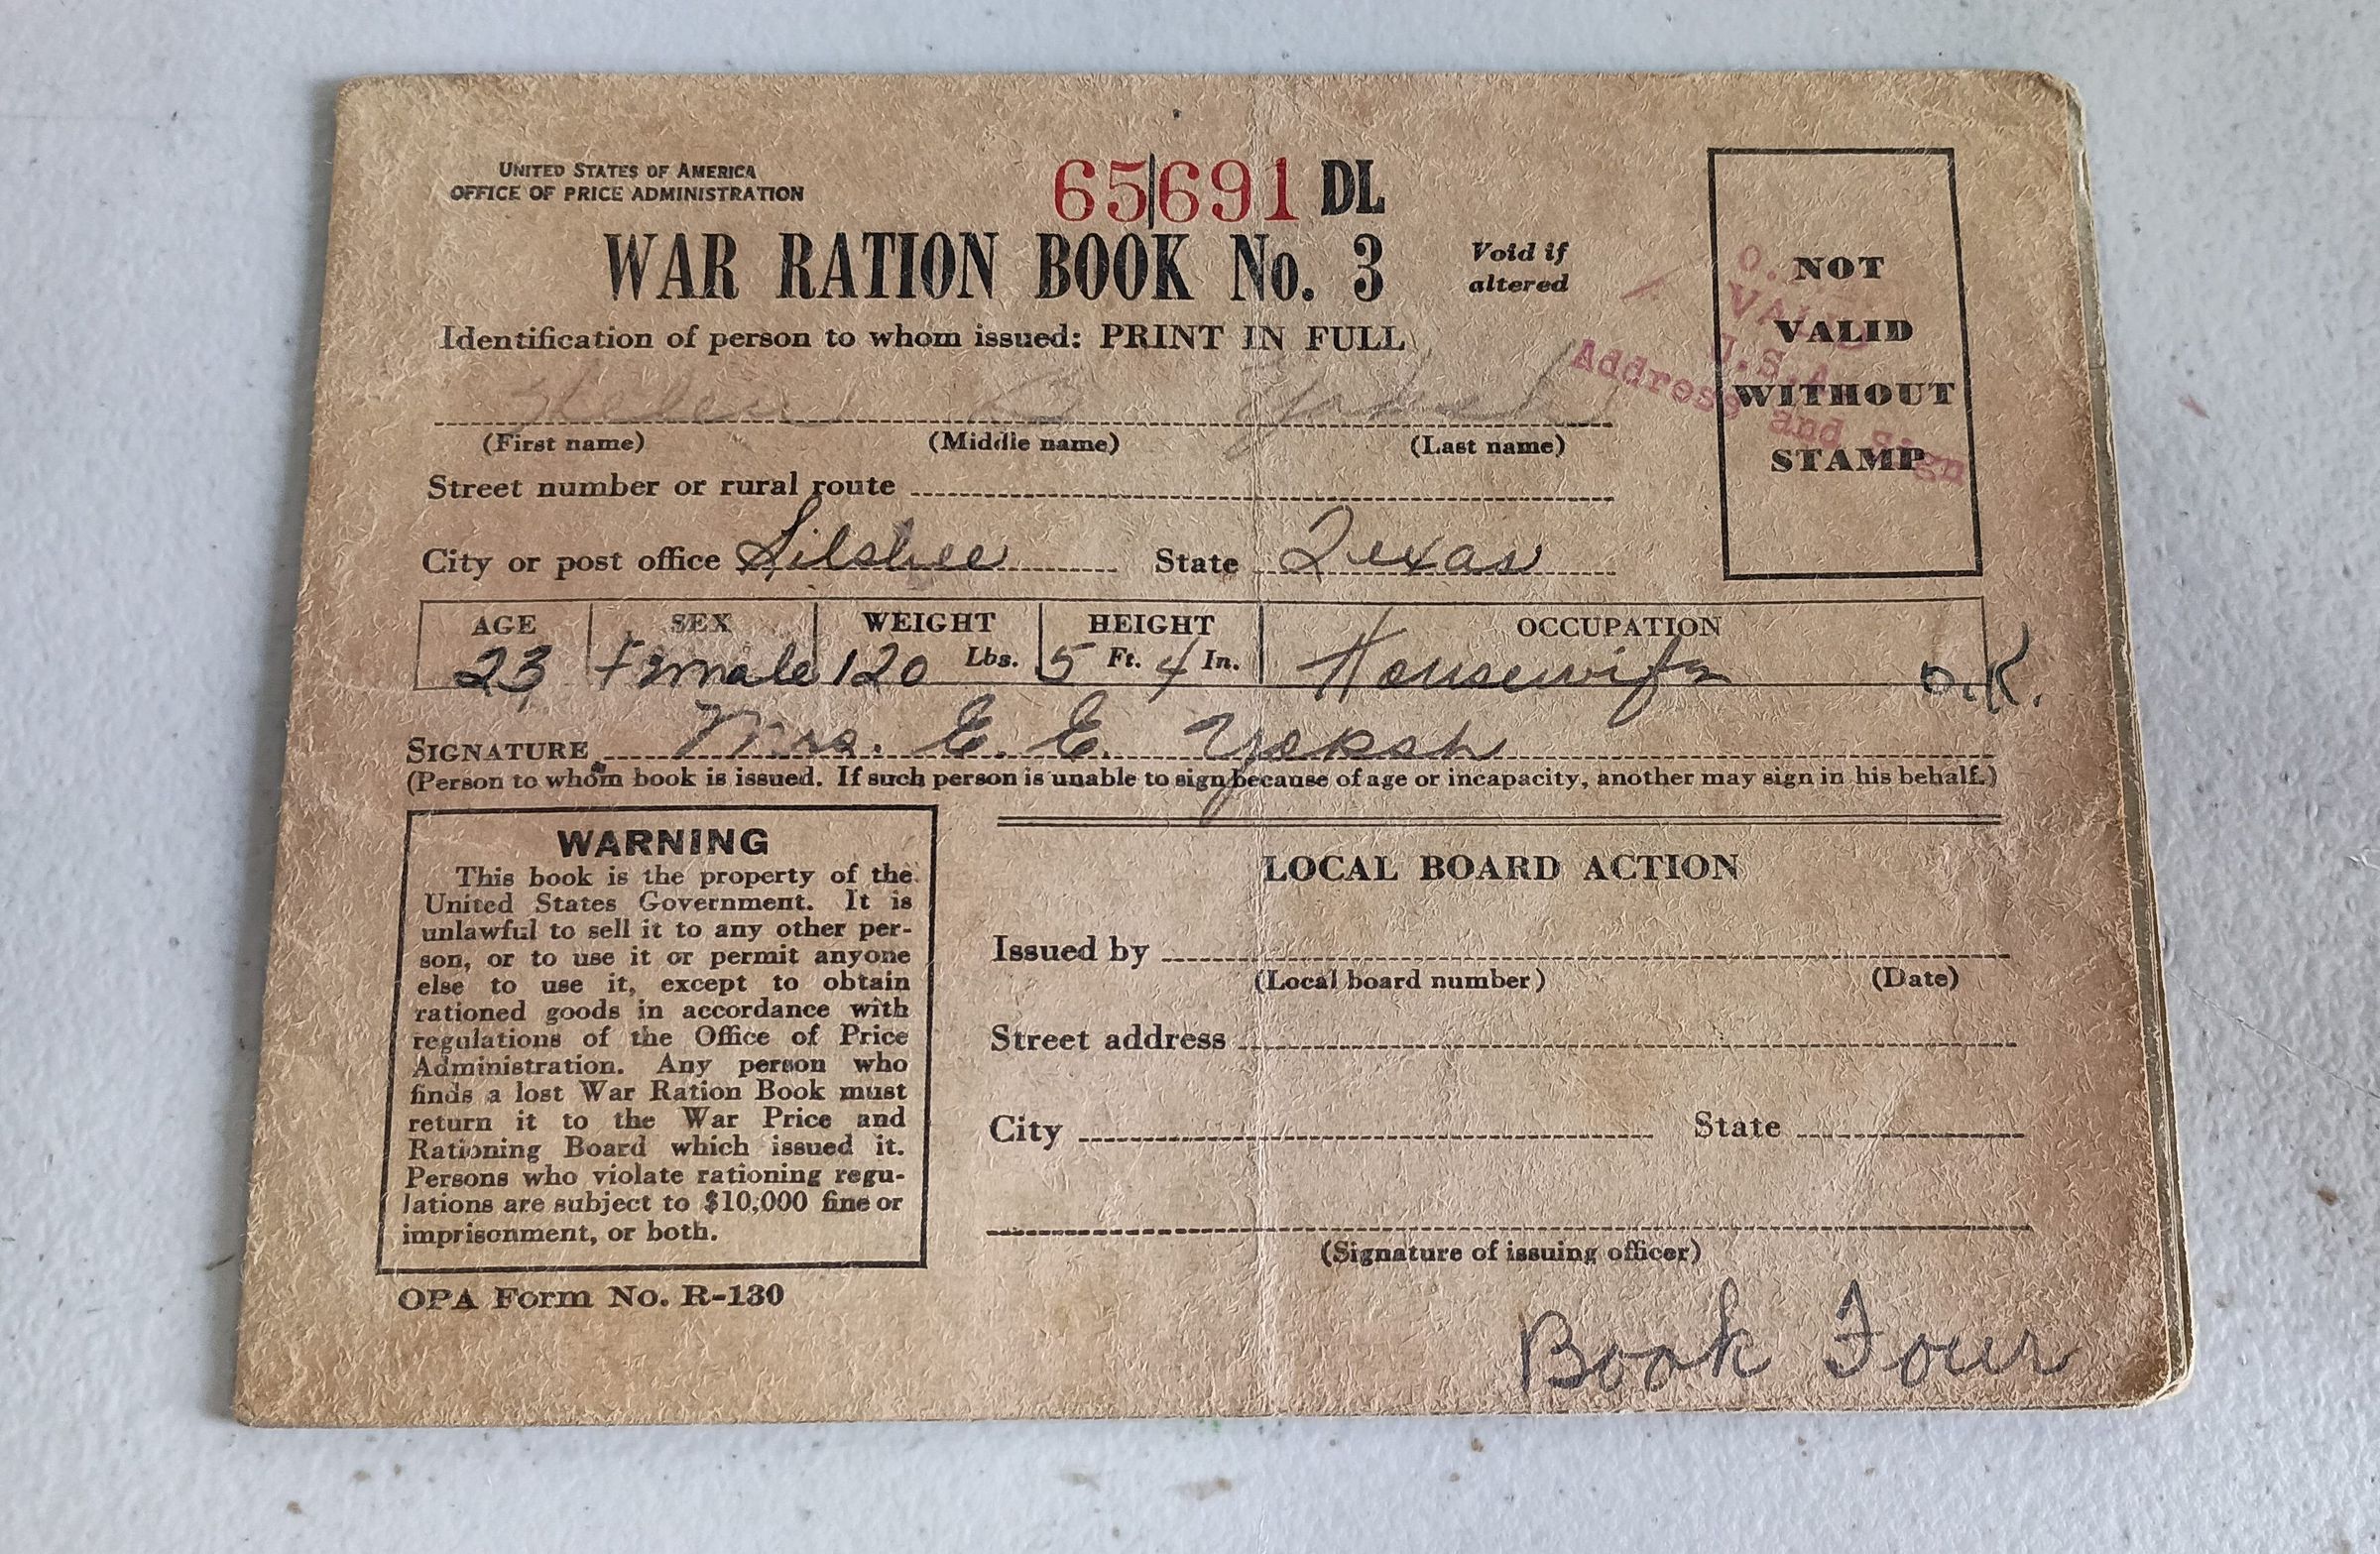 UNITED STATES OF AMERICA
OFFICE OF PRICE ADMINISTRATION
65691 DL
WAR RATION BOOK No. 3
Void if
altered
Identification of person to whom issued: PRINT IN FULL
Helen
(First name) (Middle name) (Last name)
Street number or rural route
City or post office Silsbee State Texas
NOT
VALID
WITHOUT
STAMP
VALID
U.S.A.
Address and Sign
AGE SEX WEIGHT HEIGHT OCCUPATION
23 Female 120 Lbs. 5 Ft. 4 In. Housewife O.K.
SIGNATURE Mrs. E. E. Yoksh
(Person to whom book is issued. If such person is unable to sign because of age or incapacity, another may sign in his behalf.)
WARNING
This book is the property of the
United States Government. It is
unlawful to sell it to any other per-
son, or to use it or permit anyone
else to use it, except to obtain
rationed goods in accordance with
regulations of the Office of Price
Administration. Any person who
finds a lost War Ration Book must
return it to the War Price and
Rationing Board which issued it.
Persons who violate rationing regu-
lations are subject to $10,000 fine or
imprisonment, or both.
OPA Form No. R-130
LOCAL BOARD ACTION
Issued by
(Local board number) (Date)
Street address
City State
(Signature of issuing officer)
Book Four